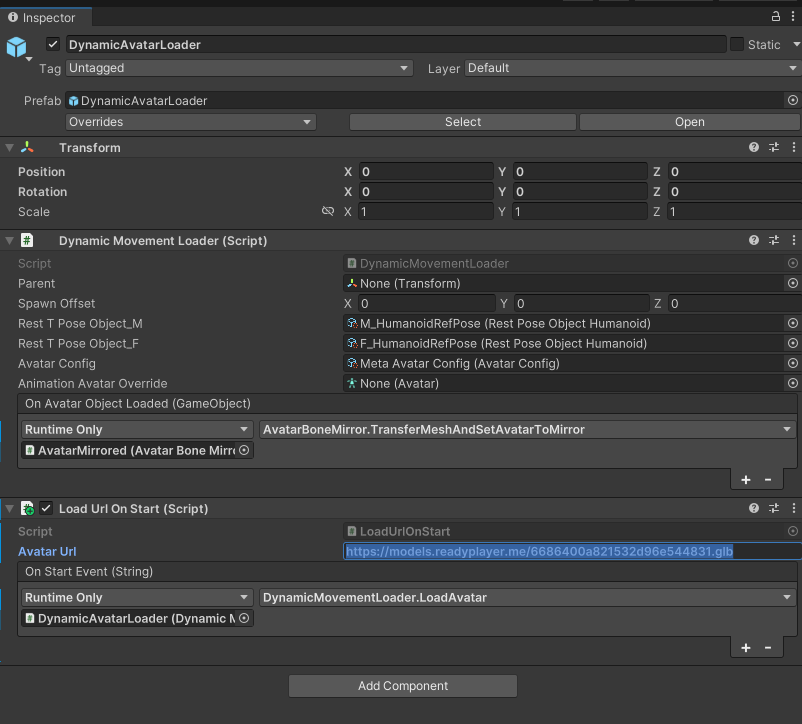 Inspector
DynamicAvatarLoader
Static
Tag Untagged Layer Default
Prefab DynamicAvatarLoader
Overrides Select Open
Transform
Position X 0 Y 0 Z 0
Rotation X 0 Y 0 Z 0
Scale X 1 Y 1 Z 1
# Dynamic Movement Loader (Script)
Script # DynamicMovementLoader
Parent None (Transform)
Spawn Offset X 0 Y 0 Z 0
Rest T Pose Object_M M_HumanoidRefPose (Rest Pose Object Humanoid)
Rest T Pose Object_F F_HumanoidRefPose (Rest Pose Object Humanoid)
Avatar Config Meta Avatar Config (Avatar Config)
Animation Avatar Override None (Avatar)
On Avatar Object Loaded (GameObject)
Runtime Only AvatarBoneMirror.TransferMeshAndSetAvatarToMirror
# AvatarMirrored (Avatar Bone Mirro
+ -
# Load Url On Start (Script)
Script # LoadUrlOnStart
Avatar Url https://models.readyplayer.me/6686400a821532d96e544831.glb
On Start Event (String)
Runtime Only DynamicMovementLoader.LoadAvatar
# DynamicAvatarLoader (Dynamic M
+ -
Add Component